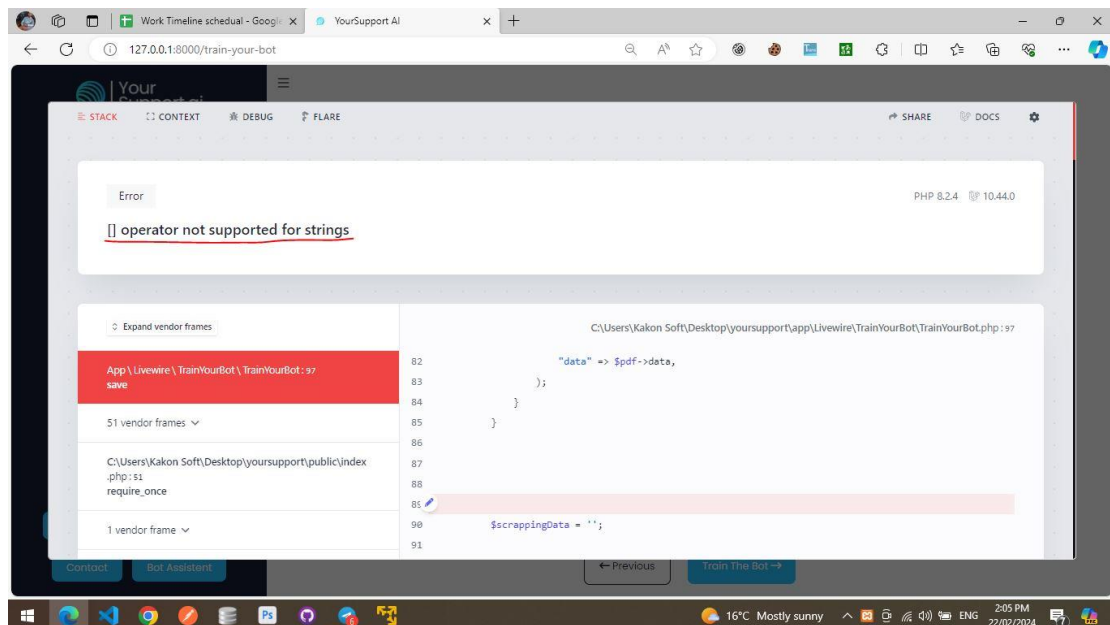 Work Timeline schedual - Googl
YourSupport AI
127.0.0.1:8000/train-your-bot
Your
Support.ai
STACK CONTEXT DEBUG FLARE SHARE DOCS
Error
PHP 8.2.4 10.44.0
[] operator not supported for strings
Expand vendor frames
C:\Users\Kakon Soft\Desktop\yoursupport\app\Livewire\TrainYourBot\TrainYourBot.php:97
App\Livewire\TrainYourBot\TrainYourBot:97
save
51 vendor frames
C:\Users\Kakon Soft\Desktop\yoursupport\public\index
.php:51
require_once
1 vendor frame
82 "data" => $pdf->data,
83 );
84 }
85 }
86
87
88
89
90 $scrappingData = '';
91
Contact Bot Assistent
Previous Train The Bot
16°C Mostly sunny ENG
2:05 PM
22/02/2024